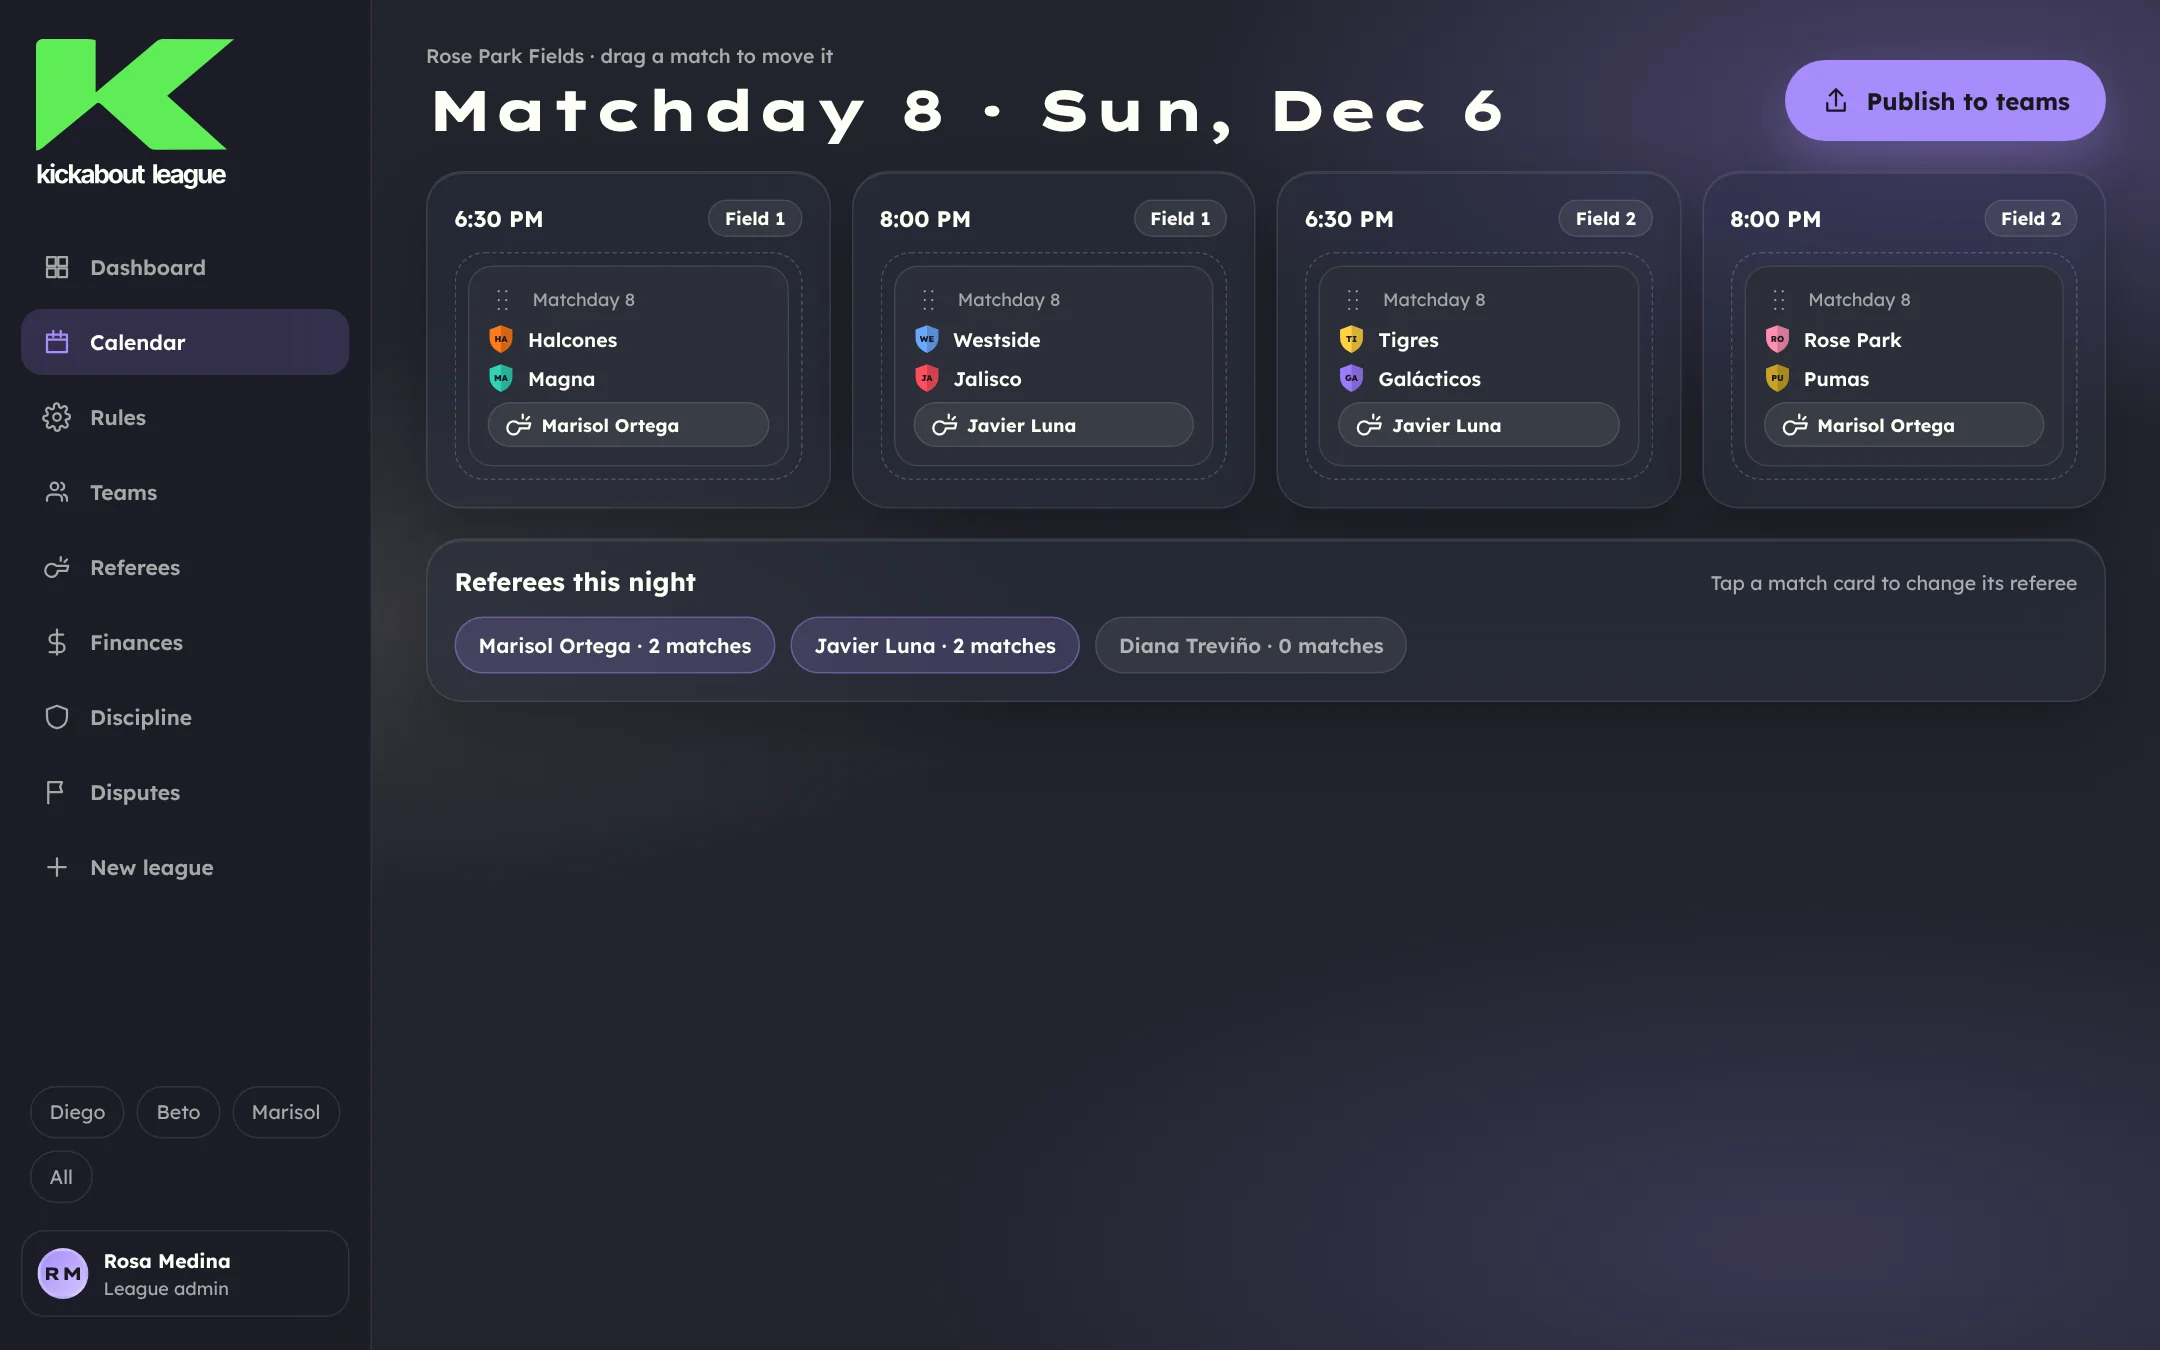 kickabout league
Dashboard
Calendar
Rules
Teams
Referees
Finances
Discipline
Disputes
New league
Diego
Beto
Marisol
All
RM
Rosa Medina
League admin
Rose Park Fields · drag a match to move it
Matchday 8 · Sun, Dec 6
Publish to teams
6:30 PM
Field 1
Matchday 8
HA Halcones
MA Magna
Marisol Ortega
8:00 PM
Field 1
Matchday 8
WE Westside
JA Jalisco
Javier Luna
6:30 PM
Field 2
Matchday 8
TI Tigres
GA Galácticos
Javier Luna
8:00 PM
Field 2
Matchday 8
RO Rose Park
PU Pumas
Marisol Ortega
Referees this night
Tap a match card to change its referee
Marisol Ortega · 2 matches
Javier Luna · 2 matches
Diana Treviño · 0 matches